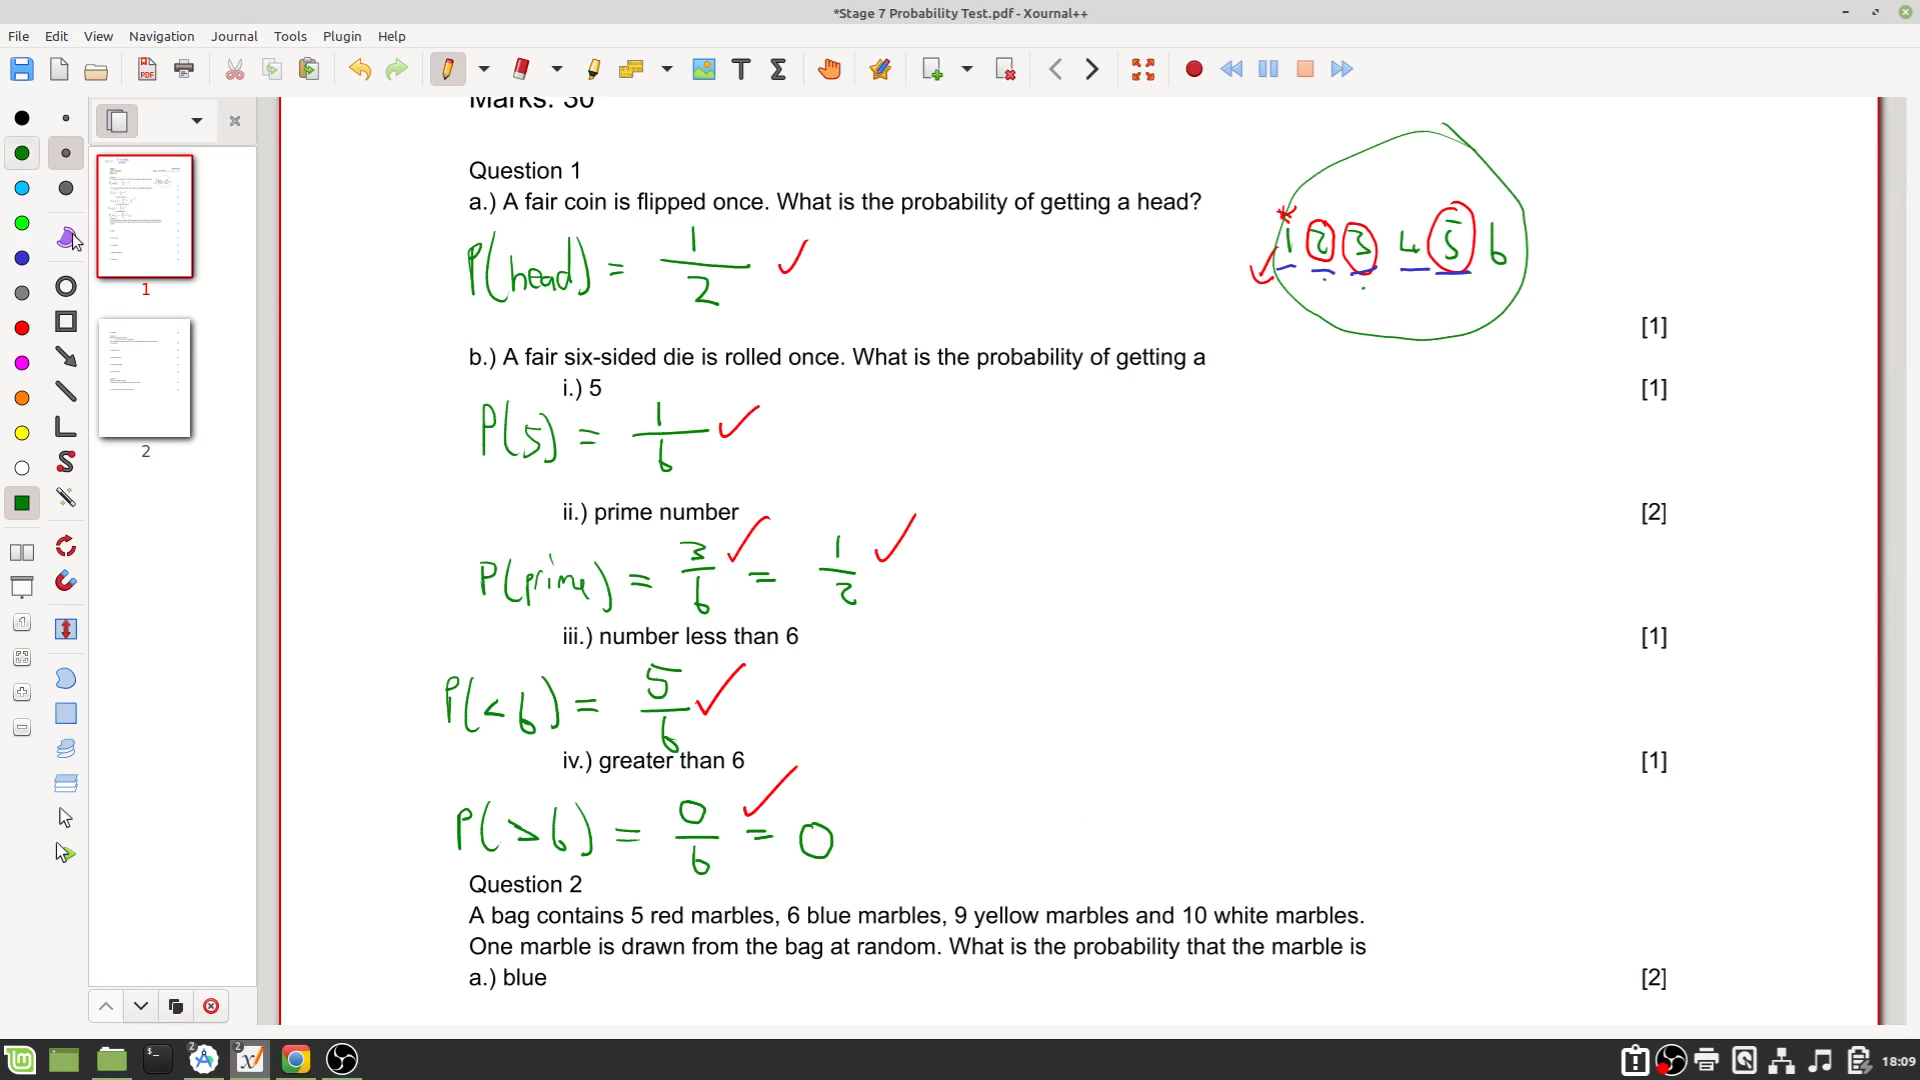 *Stage 7 Probability Test.pdf - Xournal++
File Edit View Navigation Journal Tools Plugin Help
Marks: 30
Question 1
a.) A fair coin is flipped once. What is the probability of getting a head?
P(head) = 1/2
1 2 3 4 5 6
[1]
b.) A fair six-sided die is rolled once. What is the probability of getting a
i.) 5 [1]
P(5) = 1/6
ii.) prime number [2]
P(prime) = 3/6 = 1/2
iii.) number less than 6 [1]
P(<6) = 5/6
iv.) greater than 6 [1]
P(>6) = 0/6 = 0
Question 2
A bag contains 5 red marbles, 6 blue marbles, 9 yellow marbles and 10 white marbles.
One marble is drawn from the bag at random. What is the probability that the marble is
a.) blue [2]
1
2
18:09